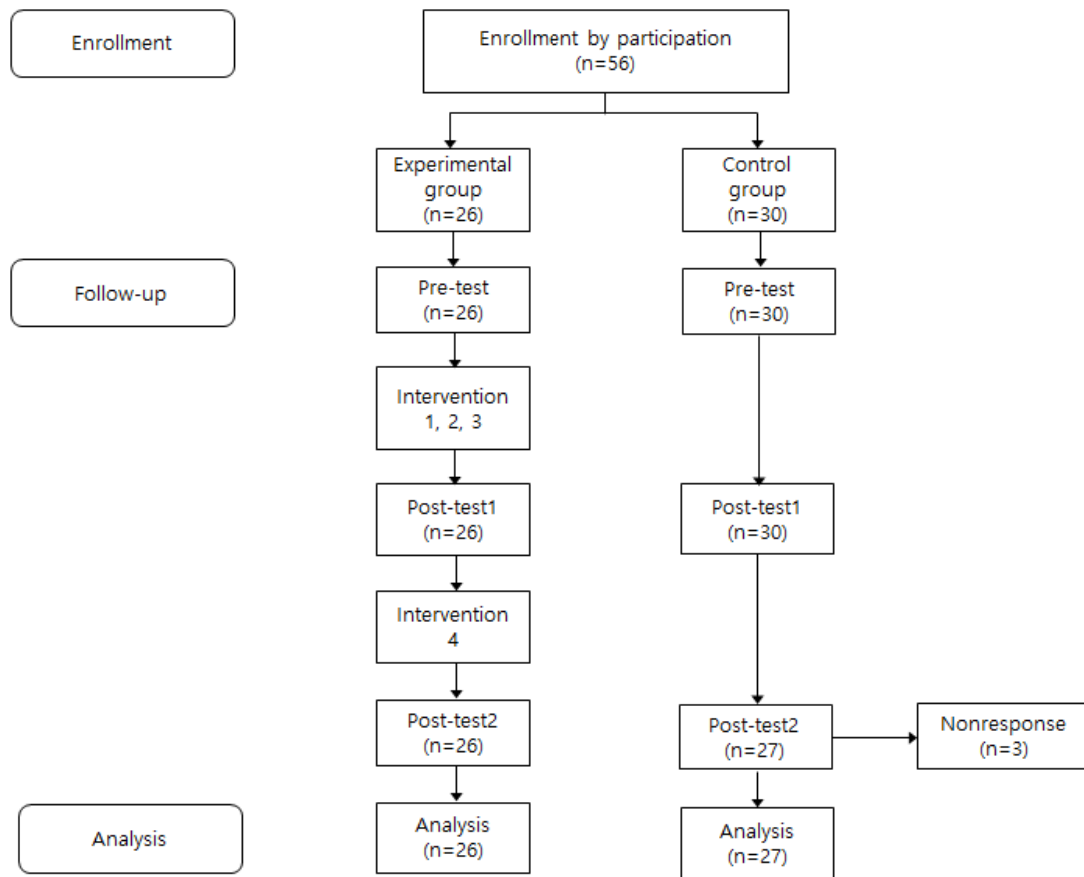 Enrollment
Enrollment by participation
(n=56)
Experimental
group
(n=26)
Control
group
(n=30)
Follow-up
Pre-test
(n=26)
Pre-test
(n=30)
Intervention
1, 2, 3
Post-test1
(n=26)
Post-test1
(n=30)
Intervention
4
Post-test2
(n=26)
Post-test2
(n=27)
Nonresponse
(n=3)
Analysis
Analysis
(n=26)
Analysis
(n=27)